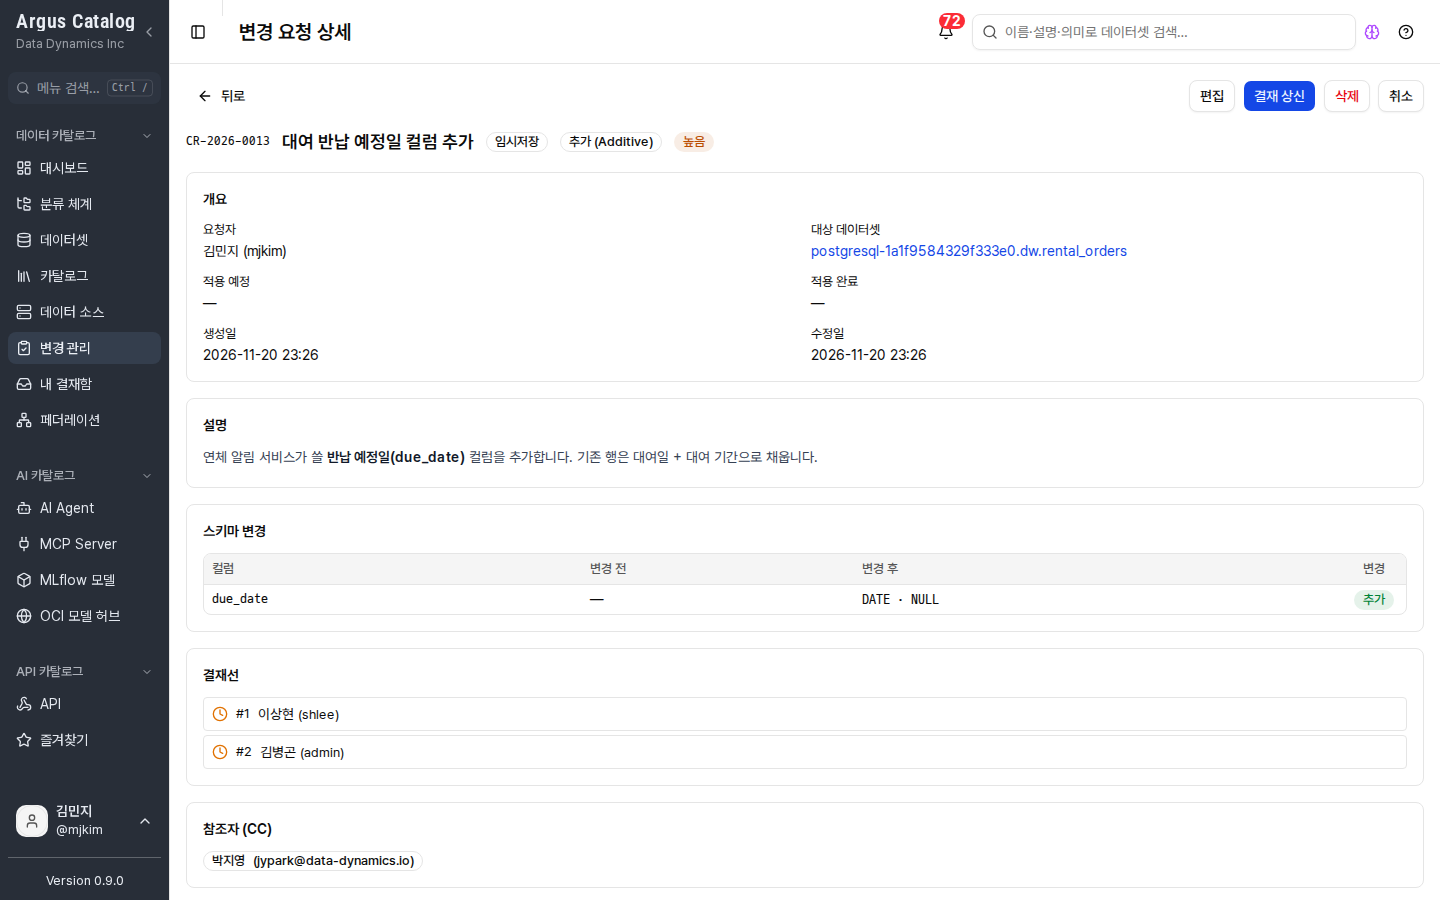 Argus Catalog
Data Dynamics Inc
메뉴 검색... Ctrl /
데이터 카탈로그
대시보드
분류 체계
데이터셋
카탈로그
데이터 소스
변경 관리
내 결재함
페더레이션
AI 카탈로그
AI Agent
MCP Server
MLflow 모델
OCI 모델 허브
API 카탈로그
API
즐겨찾기
김민지
@mjkim
Version 0.9.0
변경 요청 상세
72
이름·설명·의미로 데이터셋 검색...
뒤로
편집 결재 상신 삭제 취소
CR-2026-0013 대여 반납 예정일 컬럼 추가 임시저장 추가 (Additive) 높음
개요
요청자 대상 데이터셋
김민지 (mjkim) postgresql-1a1f9584329f333e0.dw.rental_orders
적용 예정 적용 완료
— —
생성일 수정일
2026-11-20 23:26 2026-11-20 23:26
설명
연체 알림 서비스가 쓸 반납 예정일(due_date) 컬럼을 추가합니다. 기존 행은 대여일 + 대여 기간으로 채웁니다.
스키마 변경
컬럼 변경 전 변경 후 변경
due_date — DATE · NULL 추가
결재선
#1 이상현 (shlee)
#2 김병곤 (admin)
참조자 (CC)
박지영 (jypark@data-dynamics.io)